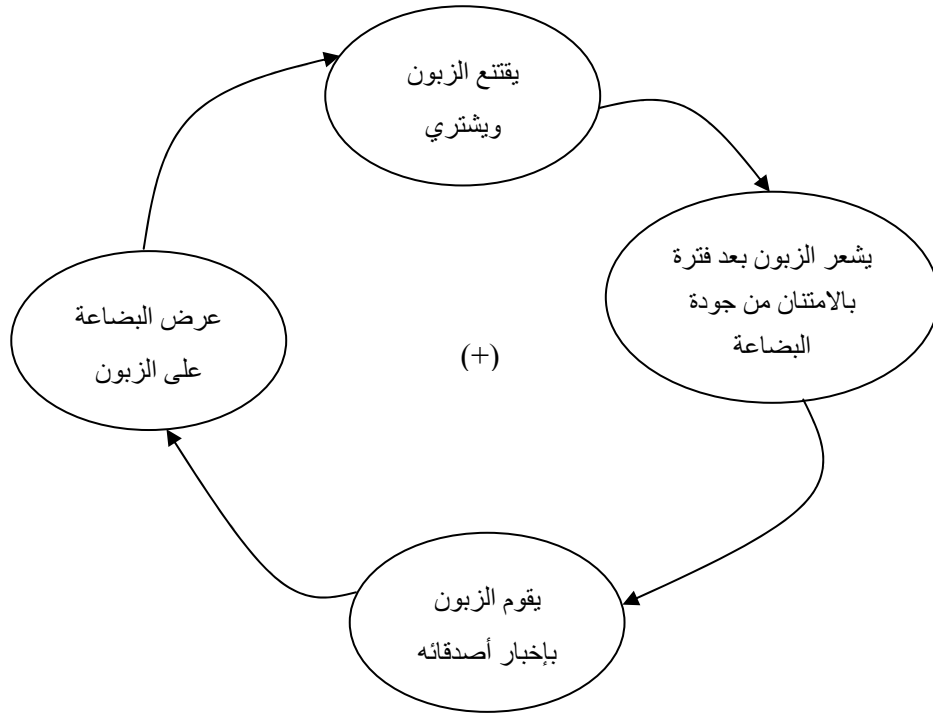 يقتنع الزبون
ويشتري
يشعر الزبون بعد فترة
بالامتنان من جودة
البضاعة
عرض البضاعة
على الزبون
(+)
يقوم الزبون
بإخبار أصدقائه